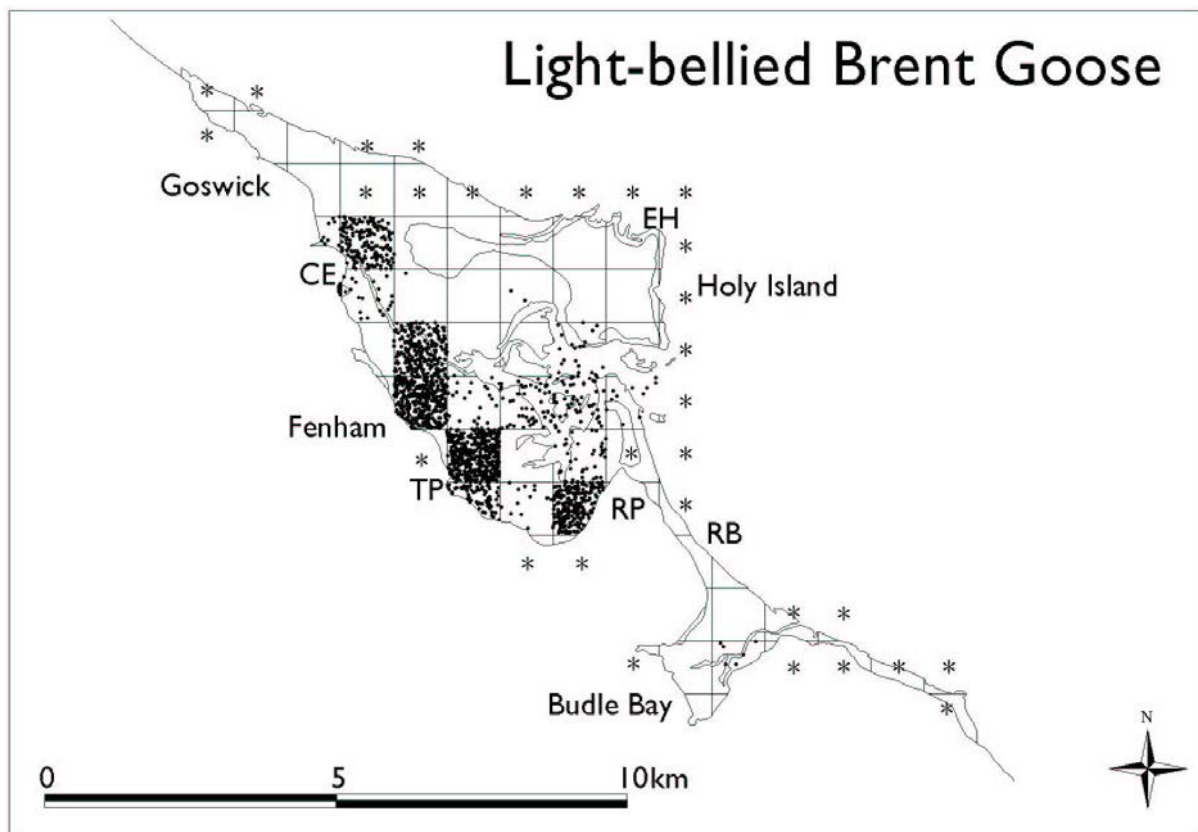 Light-bellied Brent Goose
Goswick
EH
CE
Holy Island
Fenham
TP
RP
RB
Budle Bay
N
0 5 10km